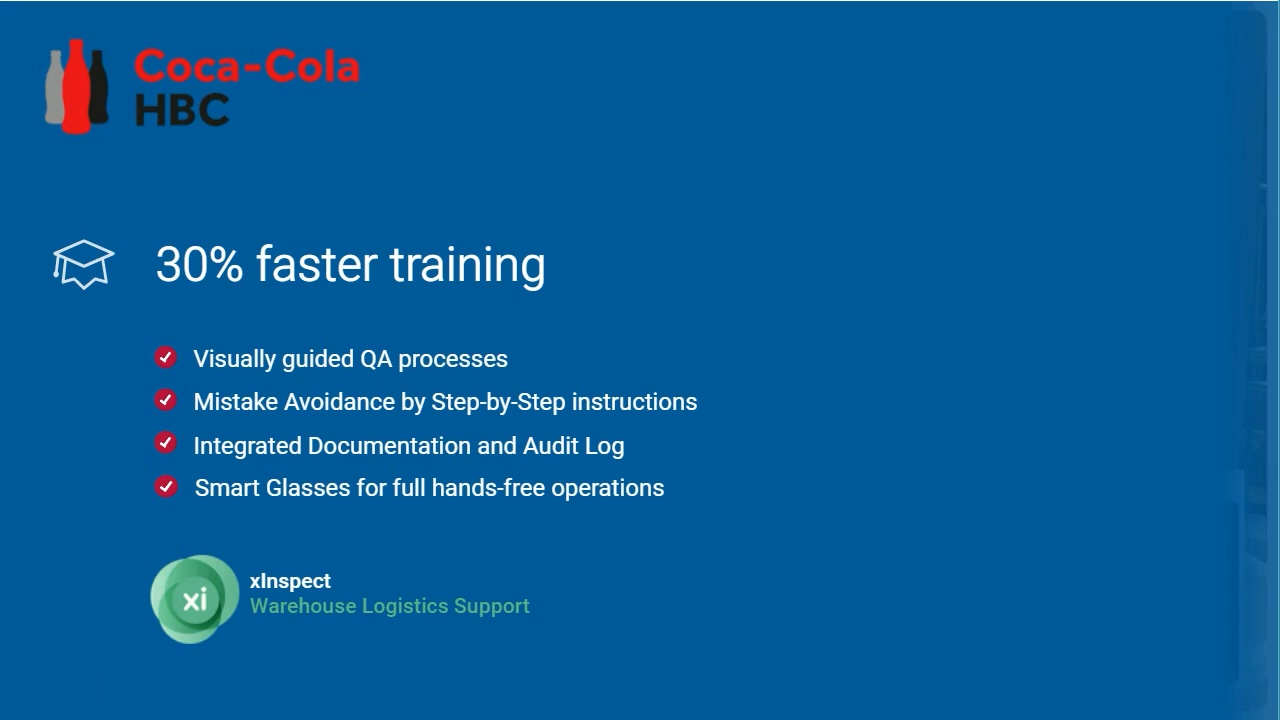 Coca-Cola
HBC
30% faster training
Visually guided QA processes
Mistake Avoidance by Step-by-Step instructions
Integrated Documentation and Audit Log
Smart Glasses for full hands-free operations
xi
xInspect
Warehouse Logistics Support